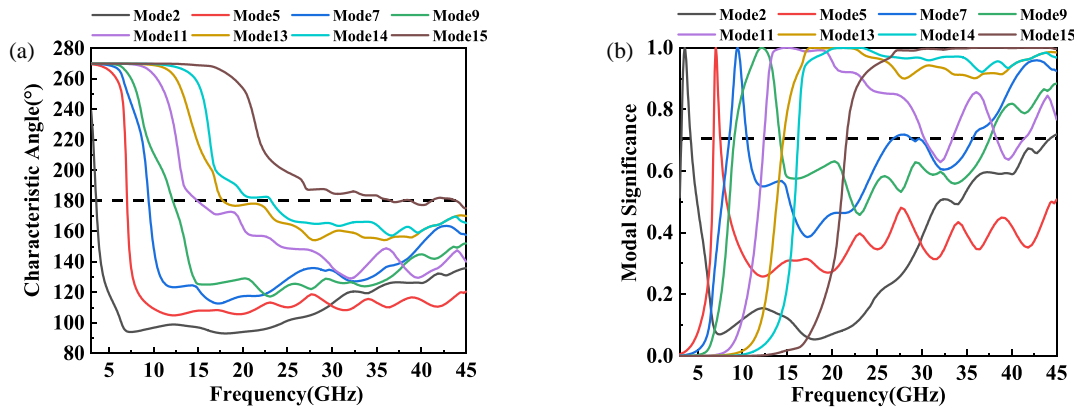 Mode2 Mode5 Mode7 Mode9
Mode11 Mode13 Mode14 Mode15
(a)
Characteristic Angle(°)
280
260
240
220
200
180
160
140
120
100
80
5 10 15 20 25 30 35 40 45
Frequency(GHz)
Mode2 Mode5 Mode7 Mode9
Mode11 Mode13 Mode14 Mode15
(b)
Modal Significance
1.0
0.8
0.6
0.4
0.2
0.0
5 10 15 20 25 30 35 40 45
Frequency(GHz)